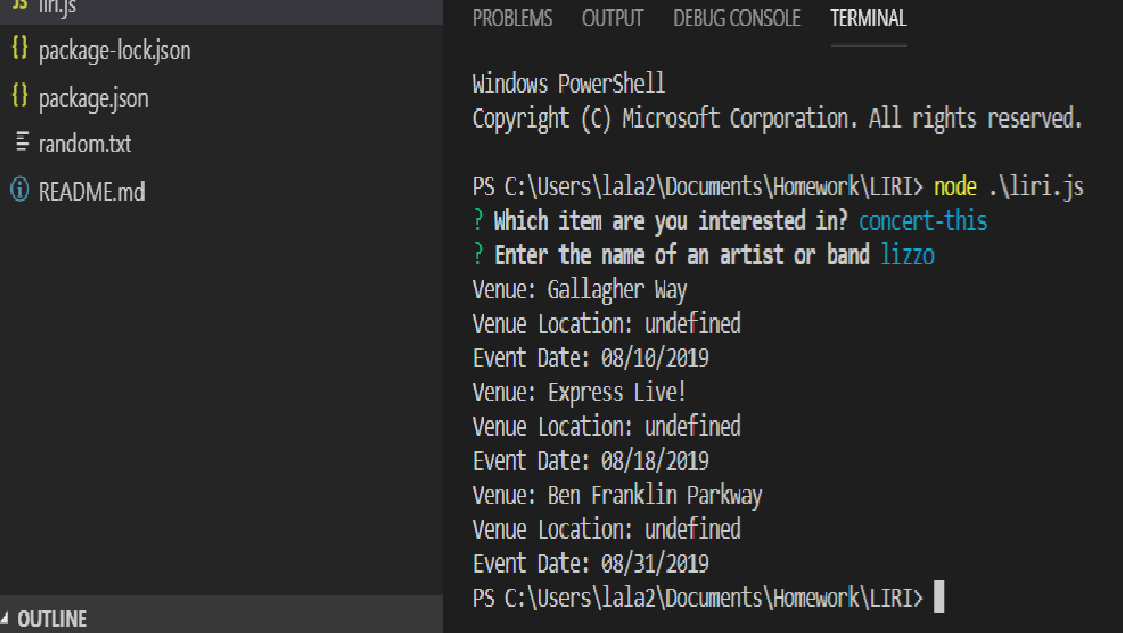 JS liri.js
{} package-lock.json
{} package.json
random.txt
README.md
OUTLINE
PROBLEMS OUTPUT DEBUG CONSOLE TERMINAL
Windows PowerShell
Copyright (C) Microsoft Corporation. All rights reserved.
PS C:\Users\lala2\Documents\Homework\LIRI> node .\liri.js
? Which item are you interested in? concert-this
? Enter the name of an artist or band lizzo
Venue: Gallagher Way
Venue Location: undefined
Event Date: 08/10/2019
Venue: Express Live!
Venue Location: undefined
Event Date: 08/18/2019
Venue: Ben Franklin Parkway
Venue Location: undefined
Event Date: 08/31/2019
PS C:\Users\lala2\Documents\Homework\LIRI>